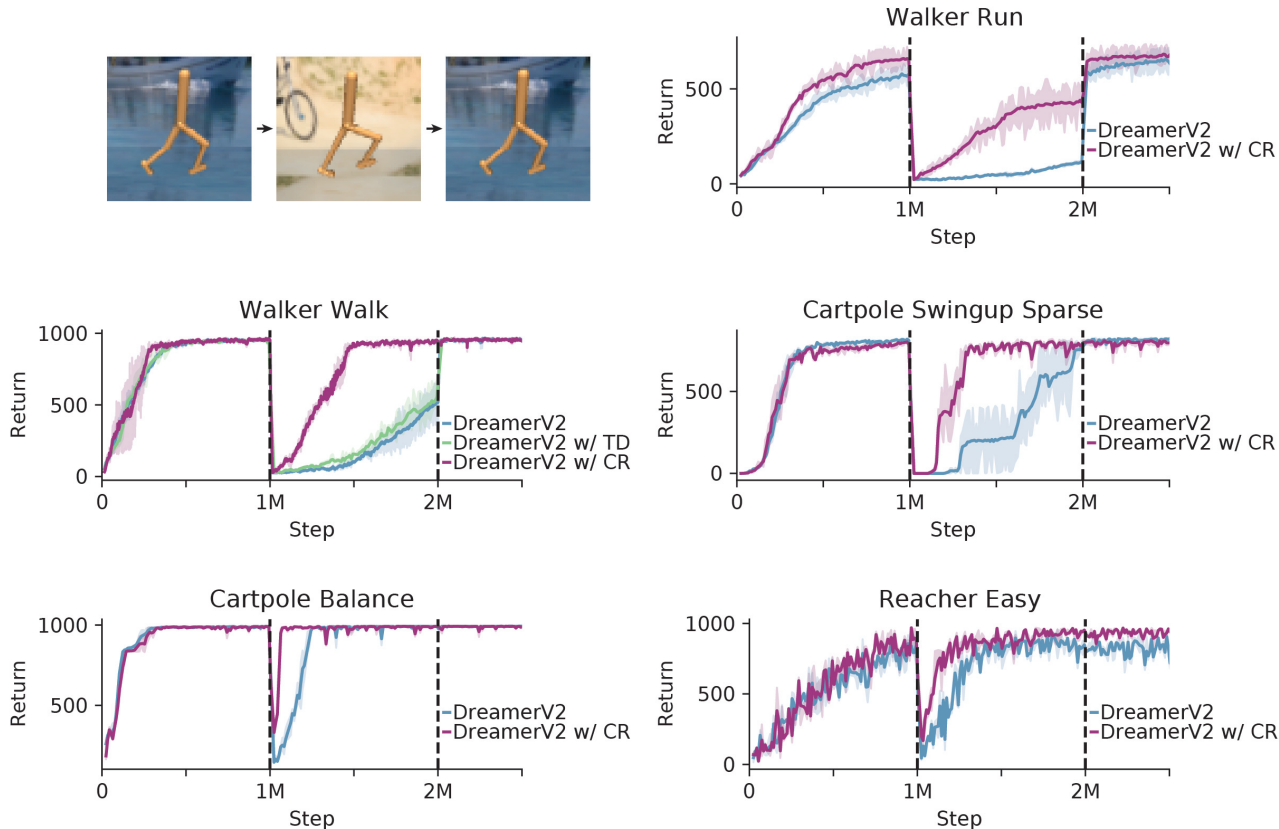 Walker Run
500
0
Return
DreamerV2
DreamerV2 w/ CR
0
1M
2M
Step
Walker Walk
1000
500
0
Return
DreamerV2
DreamerV2 w/ TD
DreamerV2 w/ CR
0
1M
2M
Step
Cartpole Swingup Sparse
500
0
Return
DreamerV2
DreamerV2 w/ CR
0
1M
2M
Step
Cartpole Balance
1000
500
Return
DreamerV2
DreamerV2 w/ CR
0
1M
2M
Step
Reacher Easy
1000
500
0
Return
DreamerV2
DreamerV2 w/ CR
0
1M
2M
Step